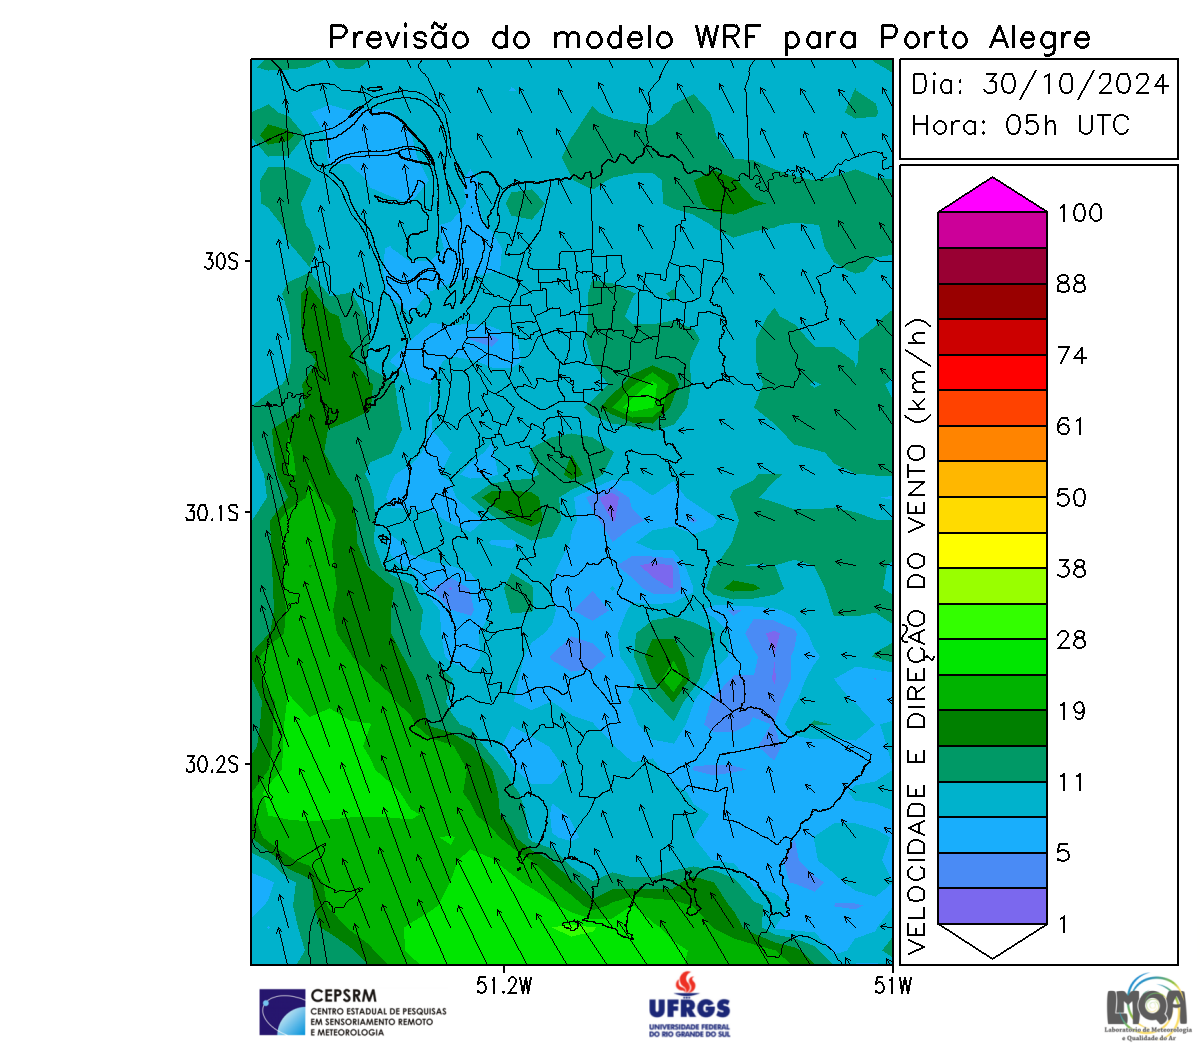 Previsão do modelo WRF para Porto Alegre
Dia: 30/10/2024
Hora: 05h UTC
30S
30.1S
30.2S
51.2W
51W
VELOCIDADE E DIREÇÃO DO VENTO (km/h)
100
88
74
61
50
38
28
19
11
5
1
CEPSRM
CENTRO ESTADUAL DE PESQUISAS
EM SENSORIAMENTO REMOTO
E METEOROLOGIA
UFRGS
UNIVERSIDADE FEDERAL
DO RIO GRANDE DO SUL
LMQA
Laboratório de Meteorologia
e Qualidade do Ar